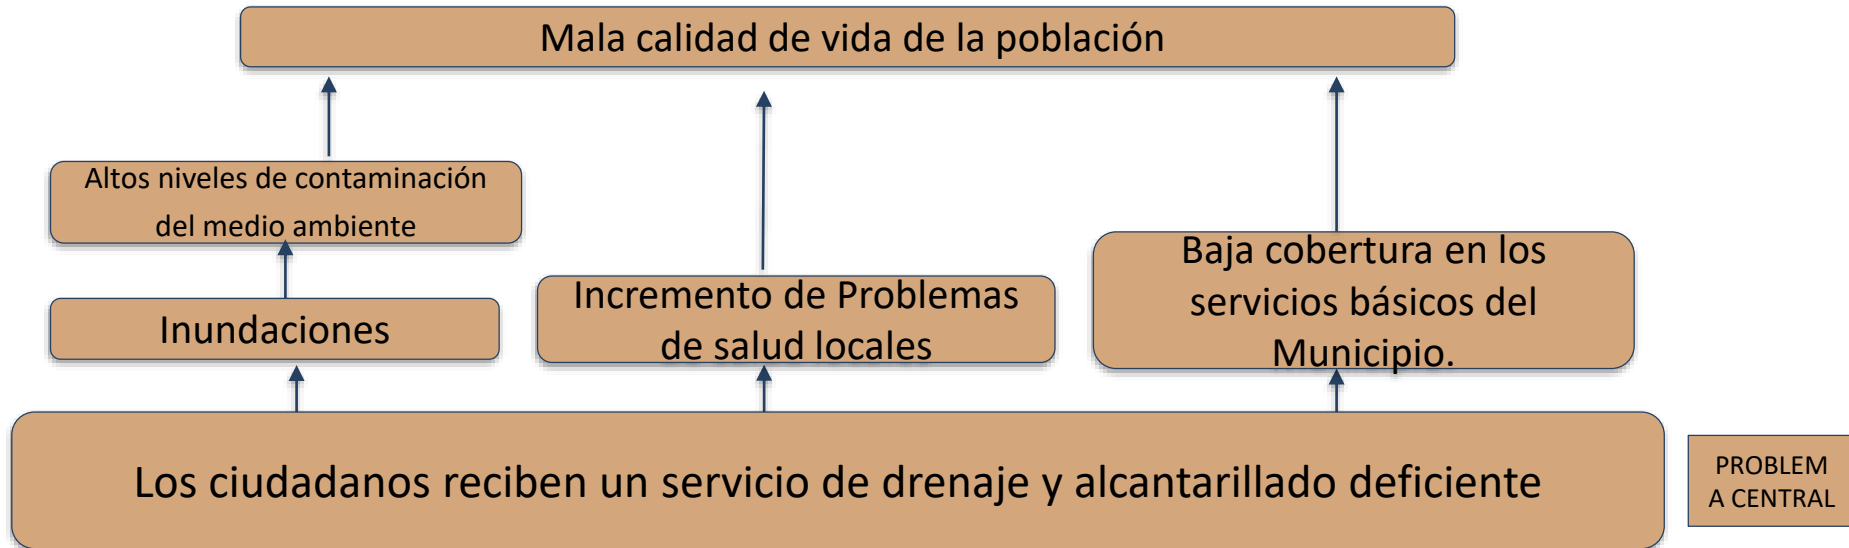 Mala calidad de vida de la población
Altos niveles de contaminación
del medio ambiente
Inundaciones
Incremento de Problemas
de salud locales
Baja cobertura en los
servicios básicos del
Municipio.
Los ciudadanos reciben un servicio de drenaje y alcantarillado deficiente
PROBLEM
A CENTRAL